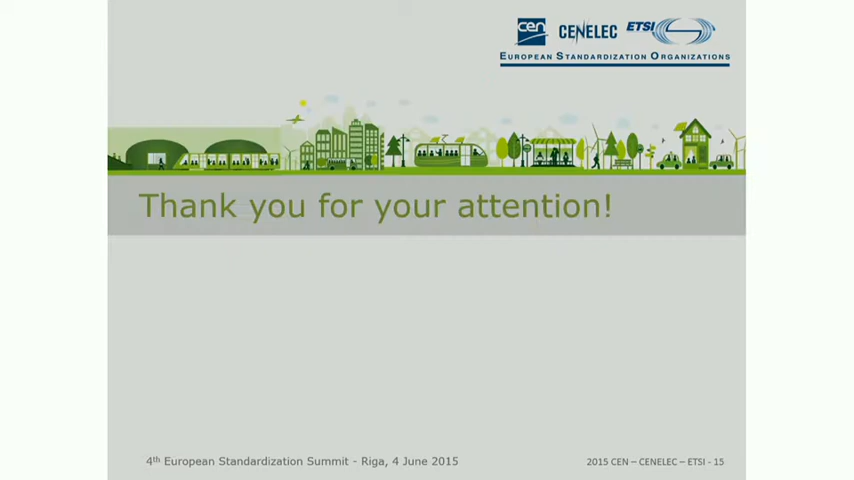 cen CENELEC ETSI
EUROPEAN STANDARDIZATION ORGANIZATIONS
Thank you for your attention!
4th European Standardization Summit - Riga, 4 June 2015
2015 CEN – CENELEC – ETSI - 15